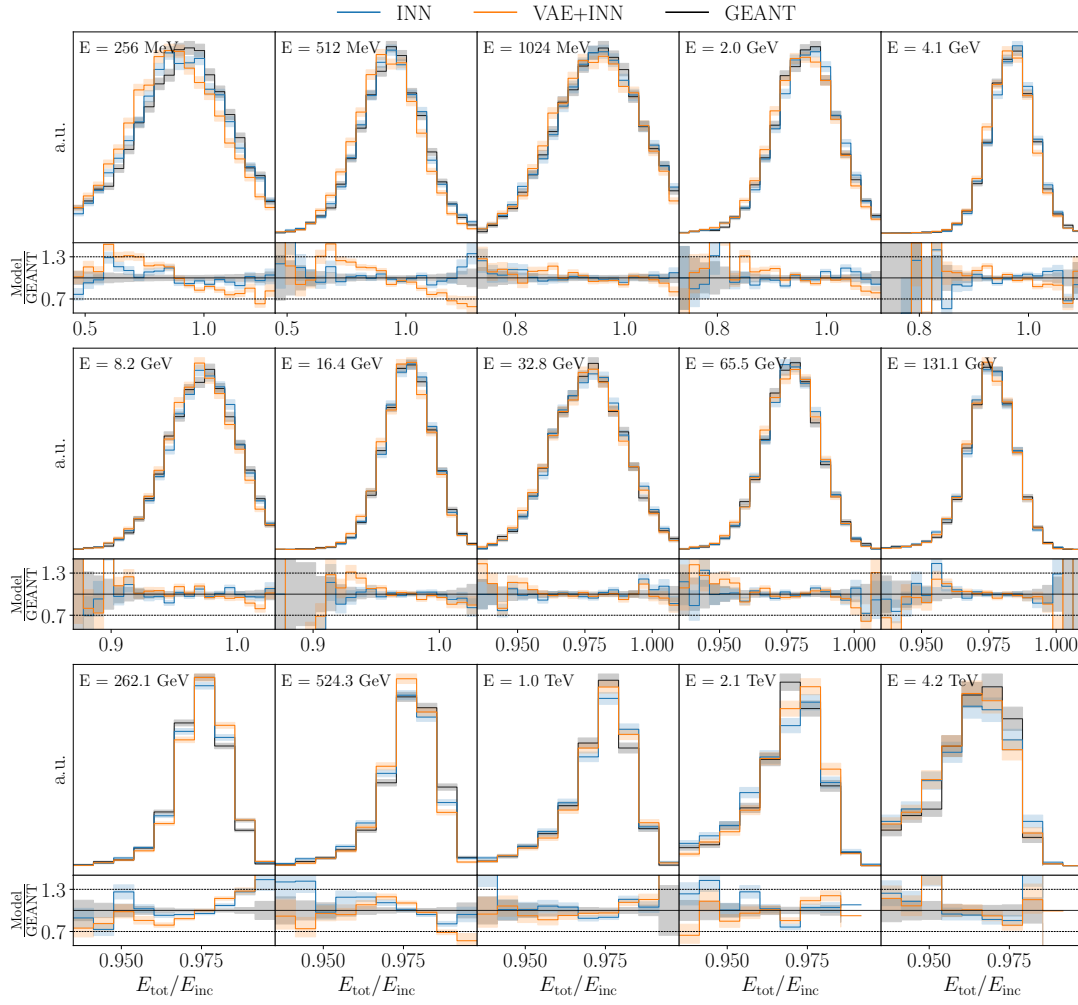 INN VAE+INN GEANT
E = 256 MeV E = 512 MeV E = 1024 MeV E = 2.0 GeV E = 4.1 GeV
a.u.
Model/GEANT
1.3
0.7
0.5 1.0 0.5 1.0 0.8 1.0 0.8 1.0 0.8 1.0
E = 8.2 GeV E = 16.4 GeV E = 32.8 GeV E = 65.5 GeV E = 131.1 GeV
a.u.
Model/GEANT
1.3
0.7
0.9 1.0 0.9 1.0 0.950 0.975 1.000 0.950 0.975 1.000 0.950 0.975 1.000
E = 262.1 GeV E = 524.3 GeV E = 1.0 TeV E = 2.1 TeV E = 4.2 TeV
a.u.
Model/GEANT
1.3
0.7
0.950 0.975 0.950 0.975 0.950 0.975 0.950 0.975 0.950 0.975
E_tot/E_inc E_tot/E_inc E_tot/E_inc E_tot/E_inc E_tot/E_inc